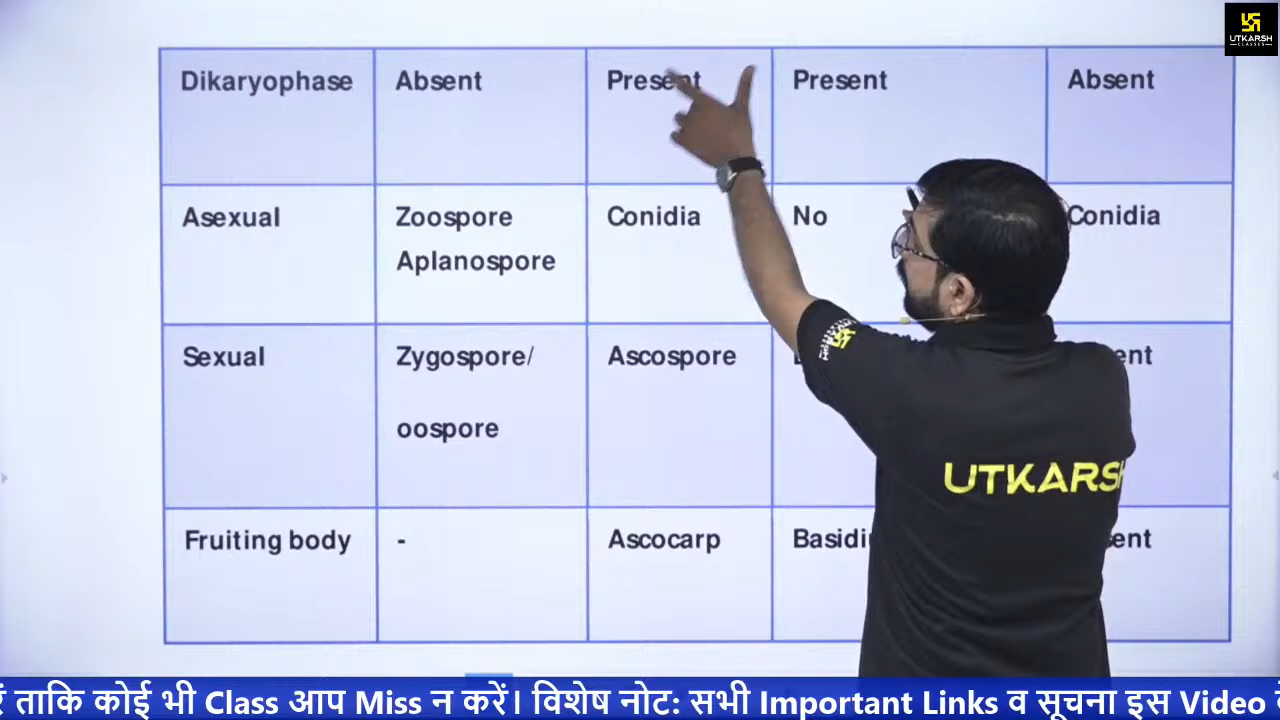 UTKARSH
CLASSES
Dikaryophase Absent Present Present Absent
Asexual Zoospore Conidia No Conidia
Aplanospore
Sexual Zygospore/ Ascospore
oospore
Fruiting body - Ascocarp
UTKARSH
ताकि कोई भी Class आप Miss न करें। विशेष नोट: सभी Important Links व सूचना इस Video